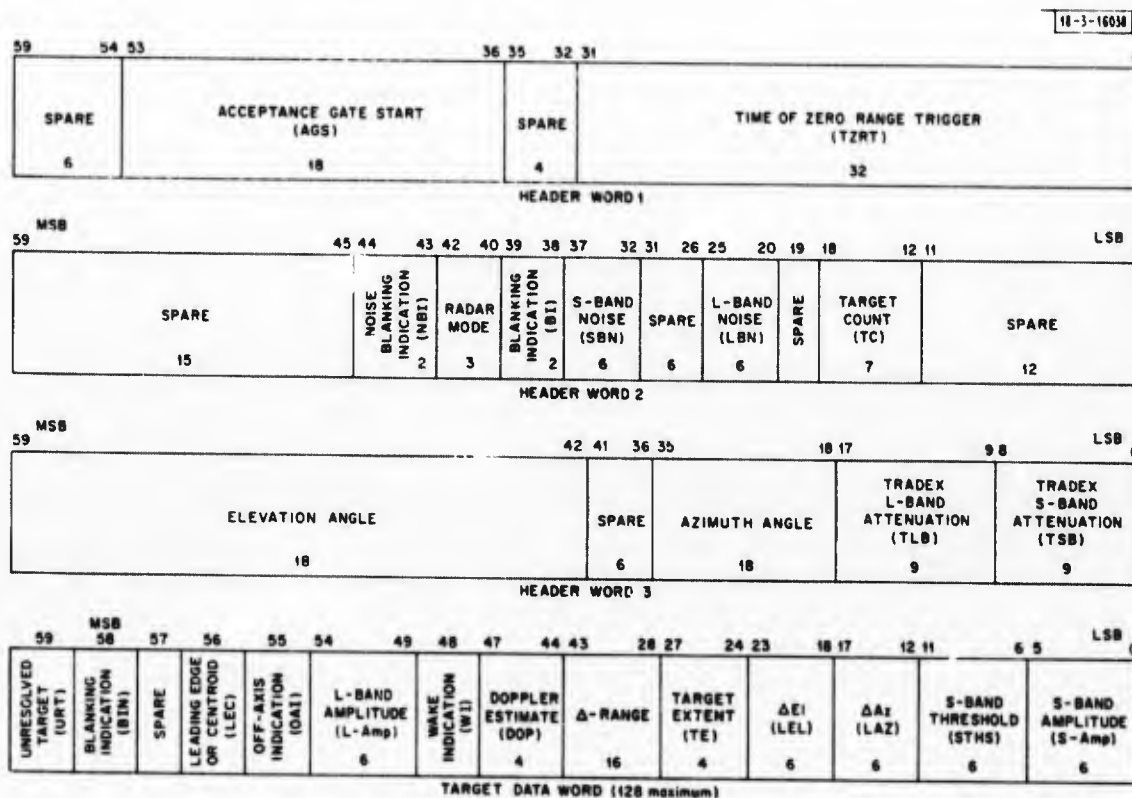 18-3-16038
59 54 53 36 35 32 31
SPARE
6
ACCEPTANCE GATE START
(AGS)
18
SPARE
4
TIME OF ZERO RANGE TRIGGER
(TZRT)
32
HEADER WORD 1
MSB
LSB
59 45 44 43 42 40 39 38 37 32 31 26 25 20 19 18 12 11
SPARE
15
NOISE
BLANKING
INDICATION
(NBI)
2
RADAR
MODE
3
BLANKING
INDICATION
(BI)
2
S-BAND
NOISE
(SBN)
6
SPARE
6
L-BAND
NOISE
(LBN)
6
SPARE
TARGET
COUNT
(TC)
7
SPARE
12
HEADER WORD 2
MSB
LSB
59 42 41 36 35 18 17 9 8
ELEVATION ANGLE
18
SPARE
6
AZIMUTH ANGLE
18
TRADEX
L-BAND
ATTENUATION
(TLB)
9
TRADEX
S-BAND
ATTENUATION
(TSB)
9
HEADER WORD 3
MSB
LSB
59 58 57 56 55 54 49 48 47 44 43 28 27 24 23 18 17 12 11 6 5
UNRESOLVED
TARGET
(URT)
BLANKING
INDICATION
(BIN)
SPARE
LEADING EDGE
OR CENTROID
(LEC)
OFF-AXIS
INDICATION
(OAI)
L-BAND
AMPLITUDE
(L-Amp)
6
WAKE
INDICATION
(WI)
DOPPLER
ESTIMATE
(DOP)
4
Δ-RANGE
16
TARGET
EXTENT
(TE)
4
ΔEl
(LEL)
6
ΔAz
(LAZ)
6
S-BAND
THRESHOLD
(STHS)
6
S-BAND
AMPLITUDE
(S-Amp)
6
TARGET DATA WORD (128 maximum)